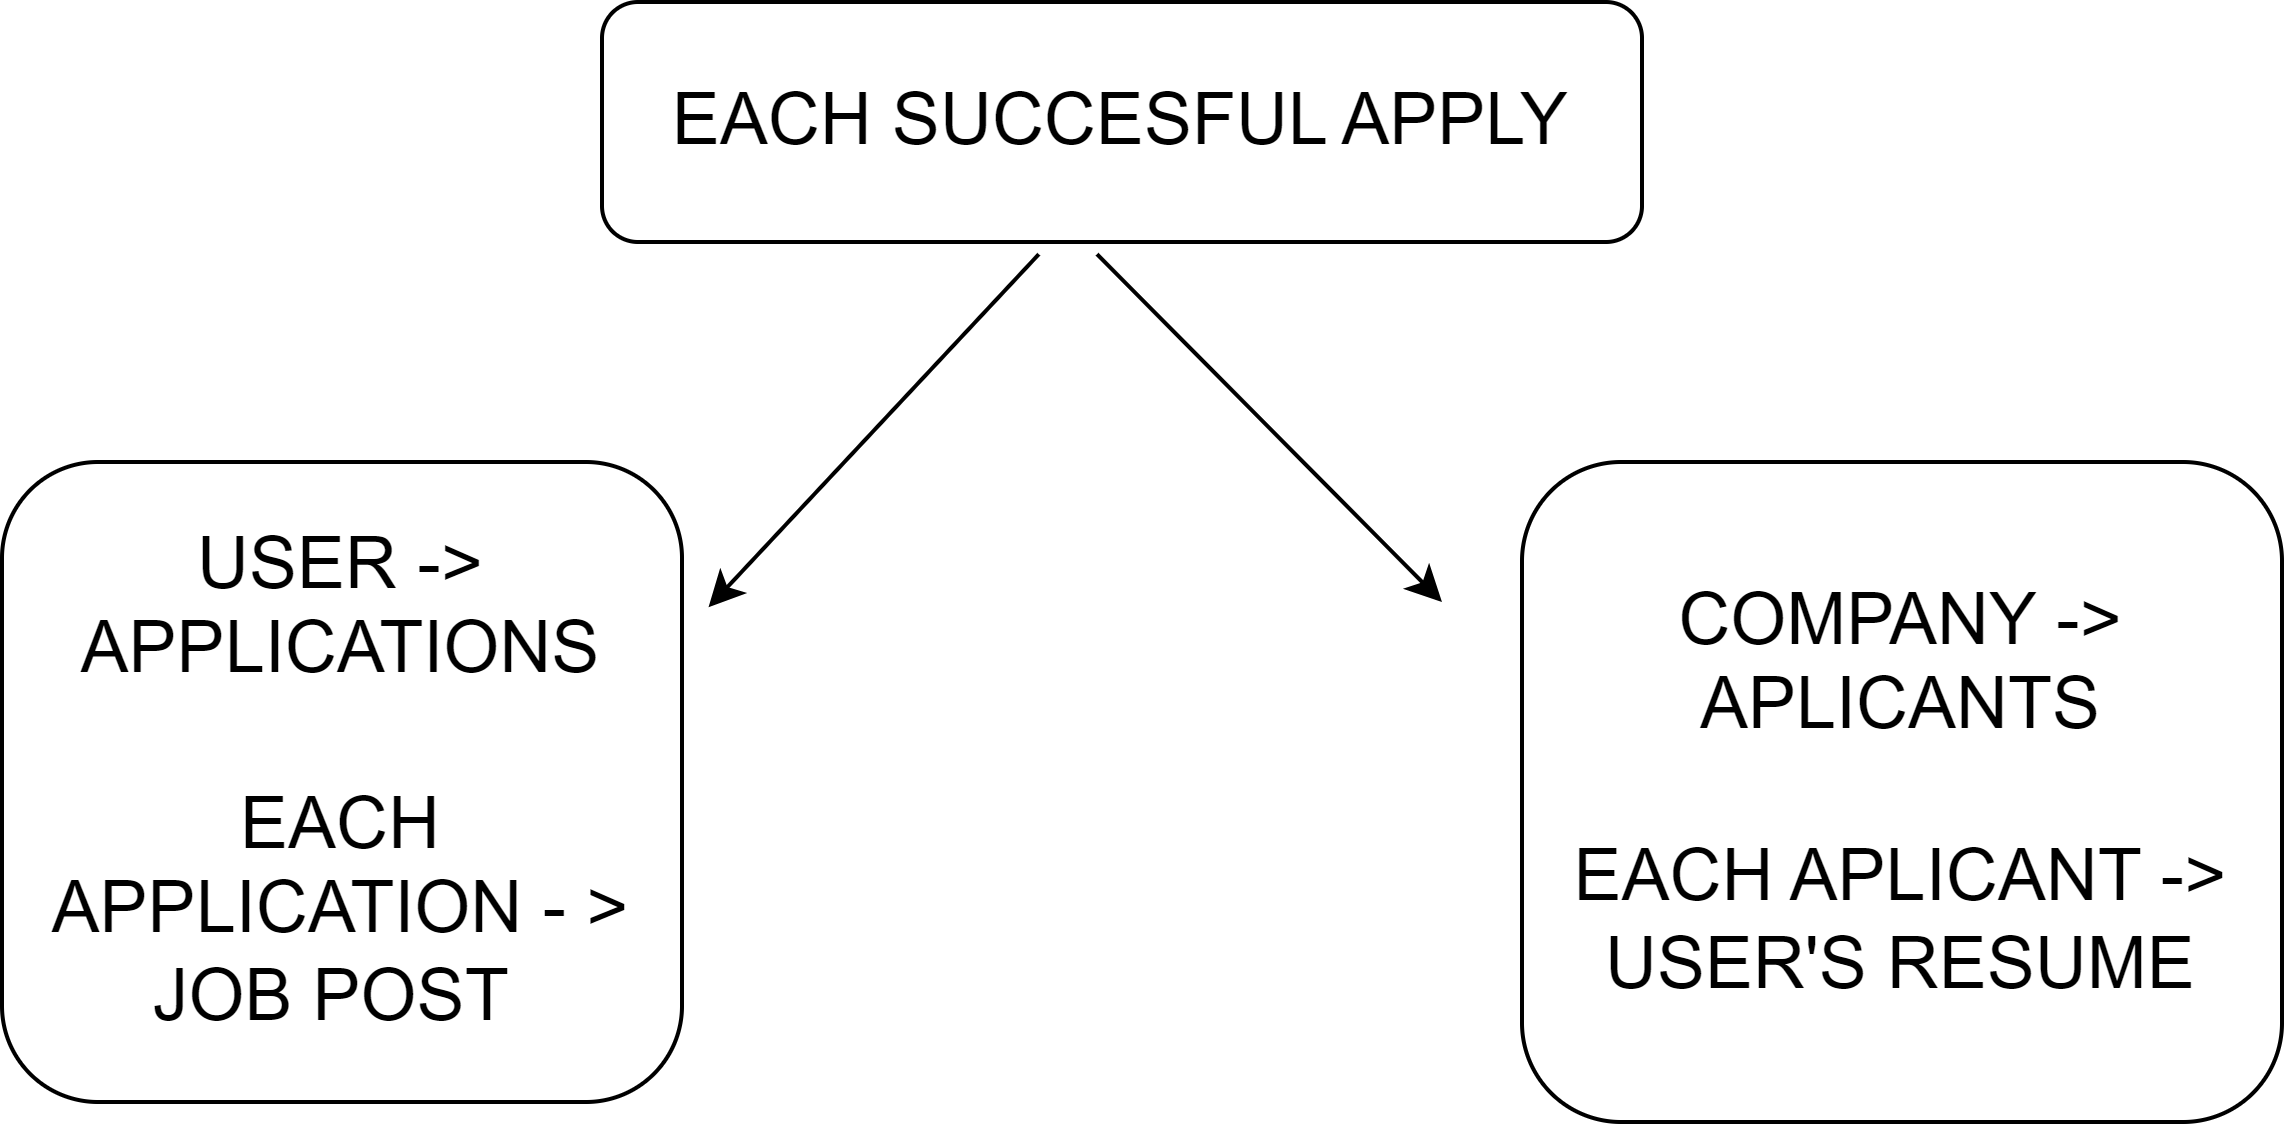 EACH SUCCESFUL APPLY
USER ->
APPLICATIONS
EACH
APPLICATION - >
JOB POST
COMPANY ->
APLICANTS
EACH APLICANT ->
USER'S RESUME